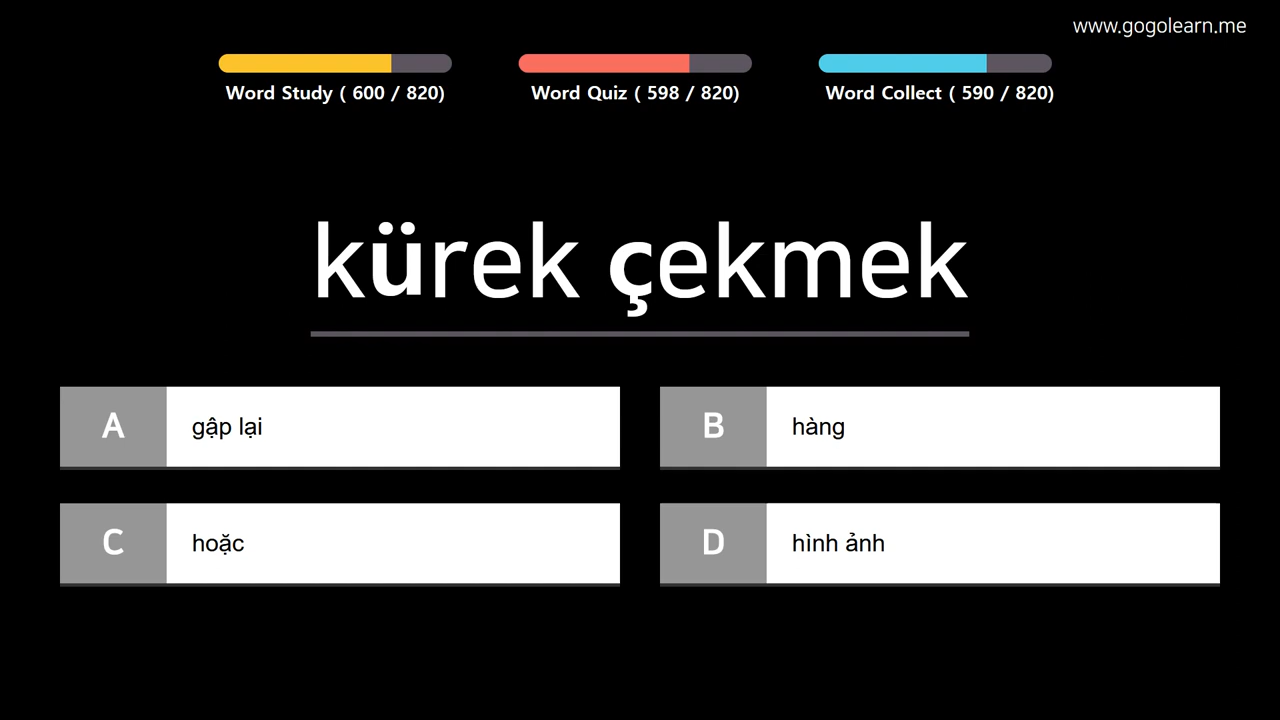 www.gogolearn.me
Word Study ( 600 / 820)
Word Quiz ( 598 / 820)
Word Collect ( 590 / 820)
kürek çekmek
A gập lại
B hàng
C hoặc
D hình ảnh